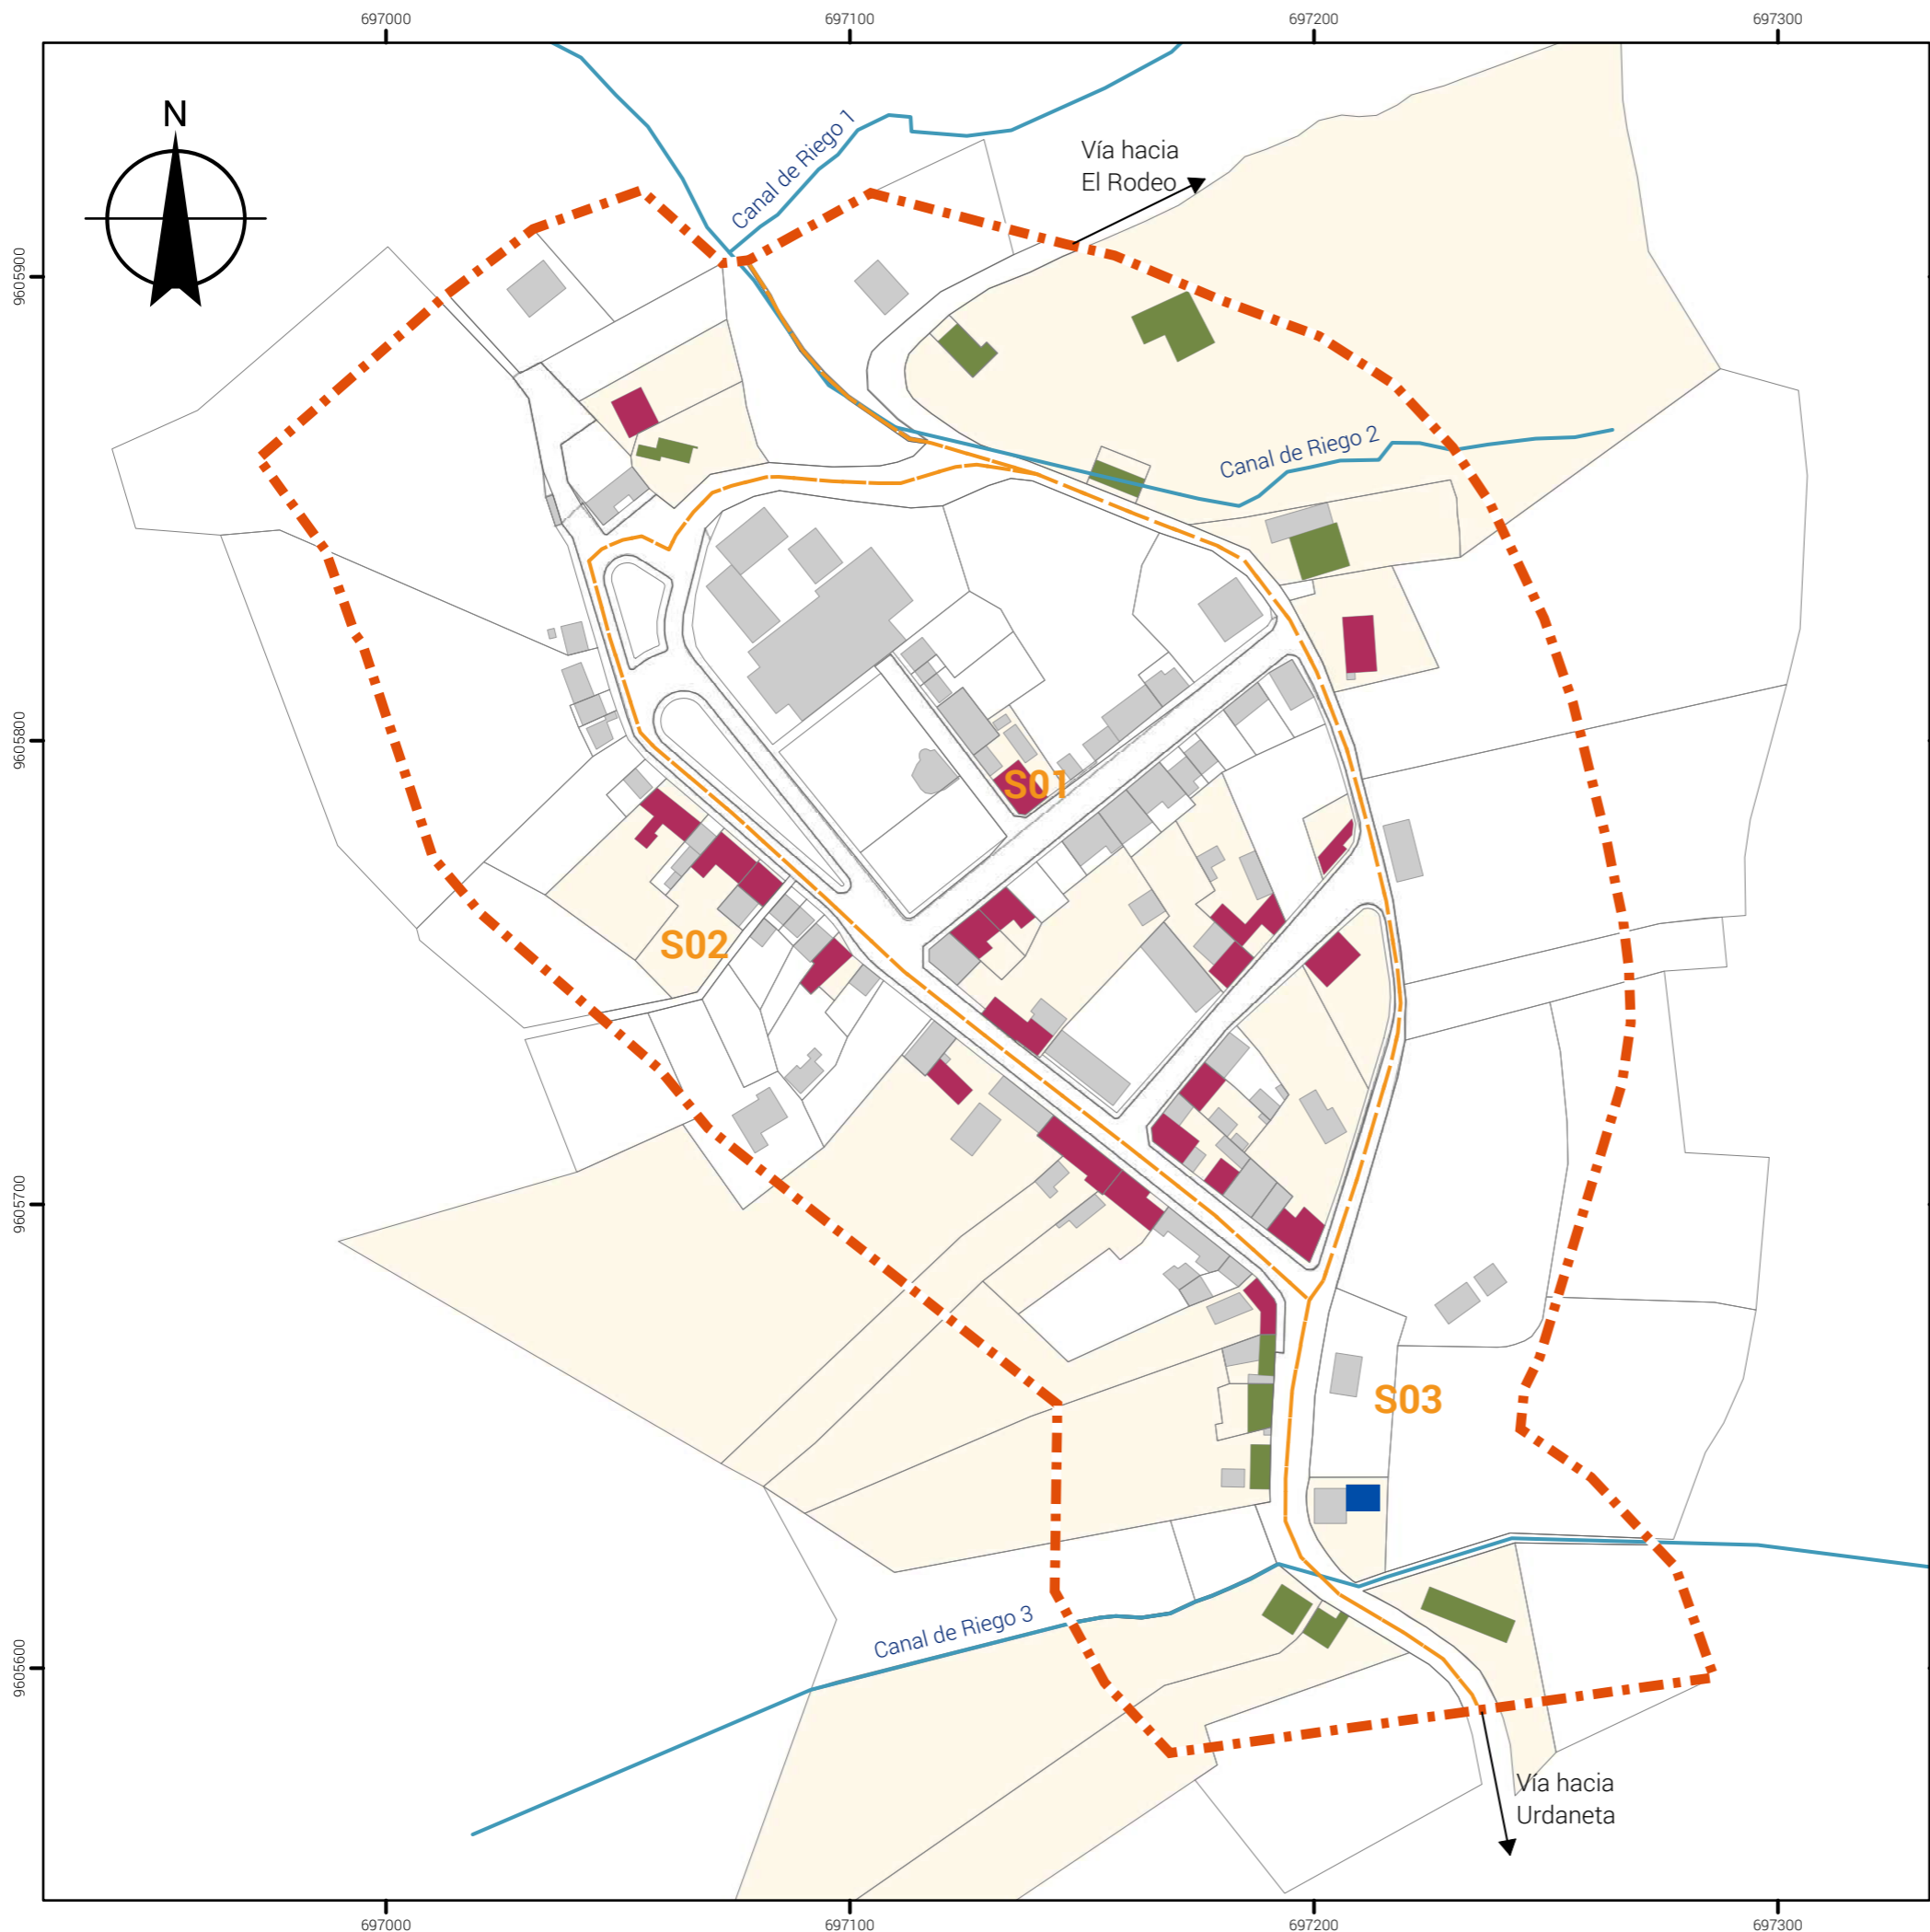 697000
697100
697200
697300
N
Canal de Riego 1
Vía hacia
El Rodeo
9605900
Canal de Riego 2
9605800
S01
S02
9605700
S03
Canal de Riego 3
9605600
Vía hacia
Urdaneta
697000
697100
697200
697300